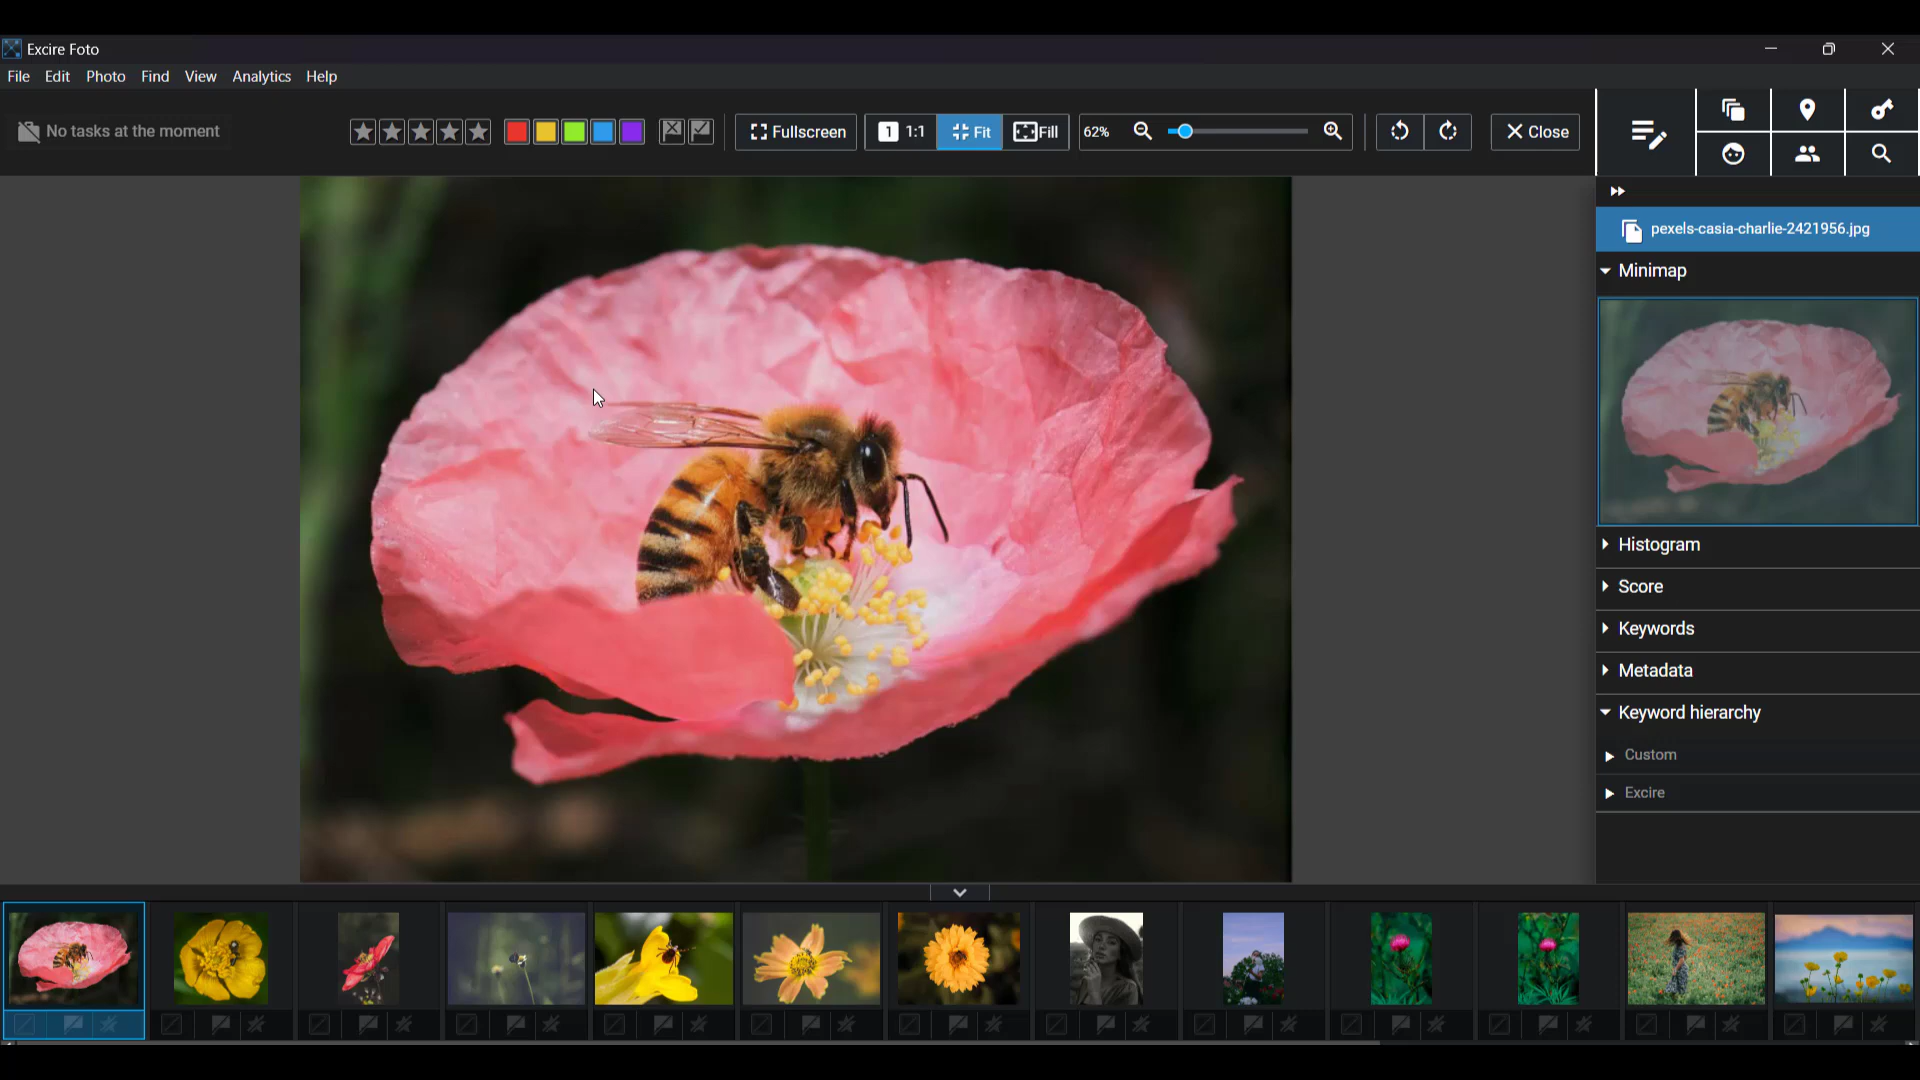 Excire Foto
File Edit Photo Find View Analytics Help
No tasks at the moment
Fullscreen
1 1:1
Fit
Fill
62%
Close
pexels-casia-charlie-2421956.jpg
Minimap
Histogram
Score
Keywords
Metadata
Keyword hierarchy
Custom
Excire